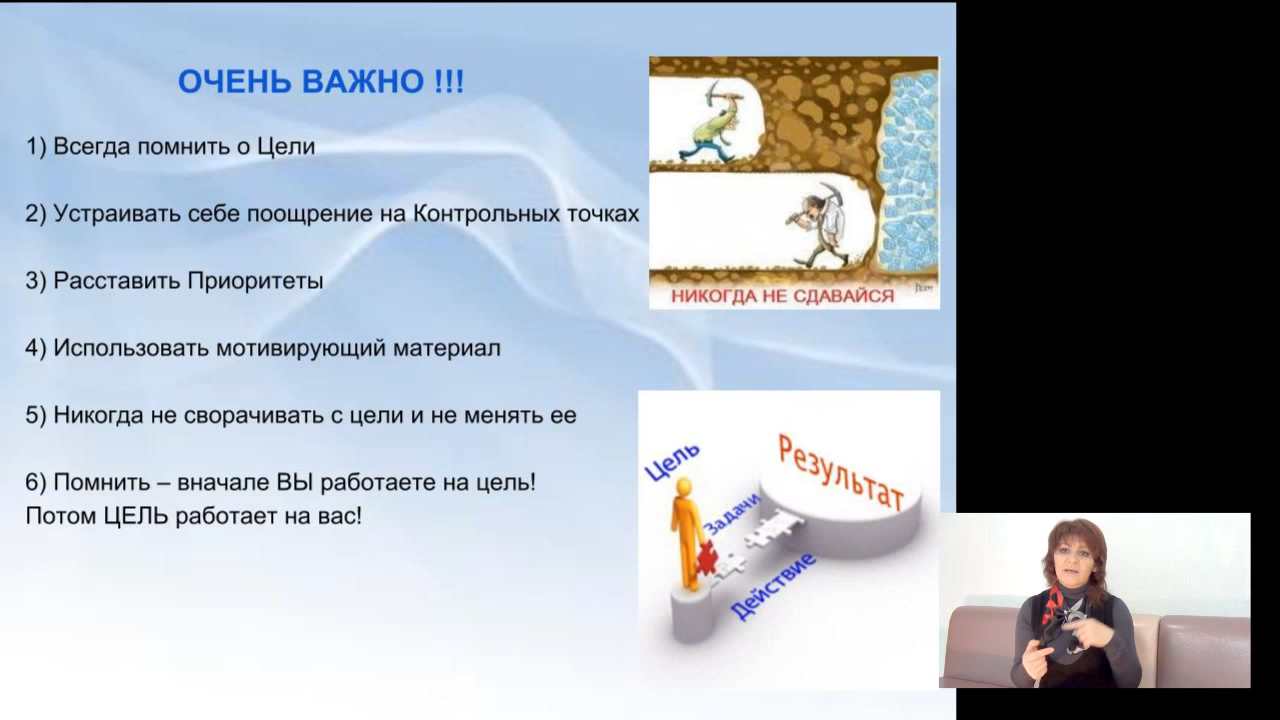 ОЧЕНЬ ВАЖНО !!!
1) Всегда помнить о Цели
2) Устраивать себе поощрение на Контрольных точках
3) Расставить Приоритеты
4) Использовать мотивирующий материал
5) Никогда не сворачивать с цели и не менять ее
6) Помнить – вначале ВЫ работаете на цель!
Потом ЦЕЛЬ работает на вас!
НИКОГДА НЕ СДАВАЙСЯ
Цель
Задачи
Действие
Результат